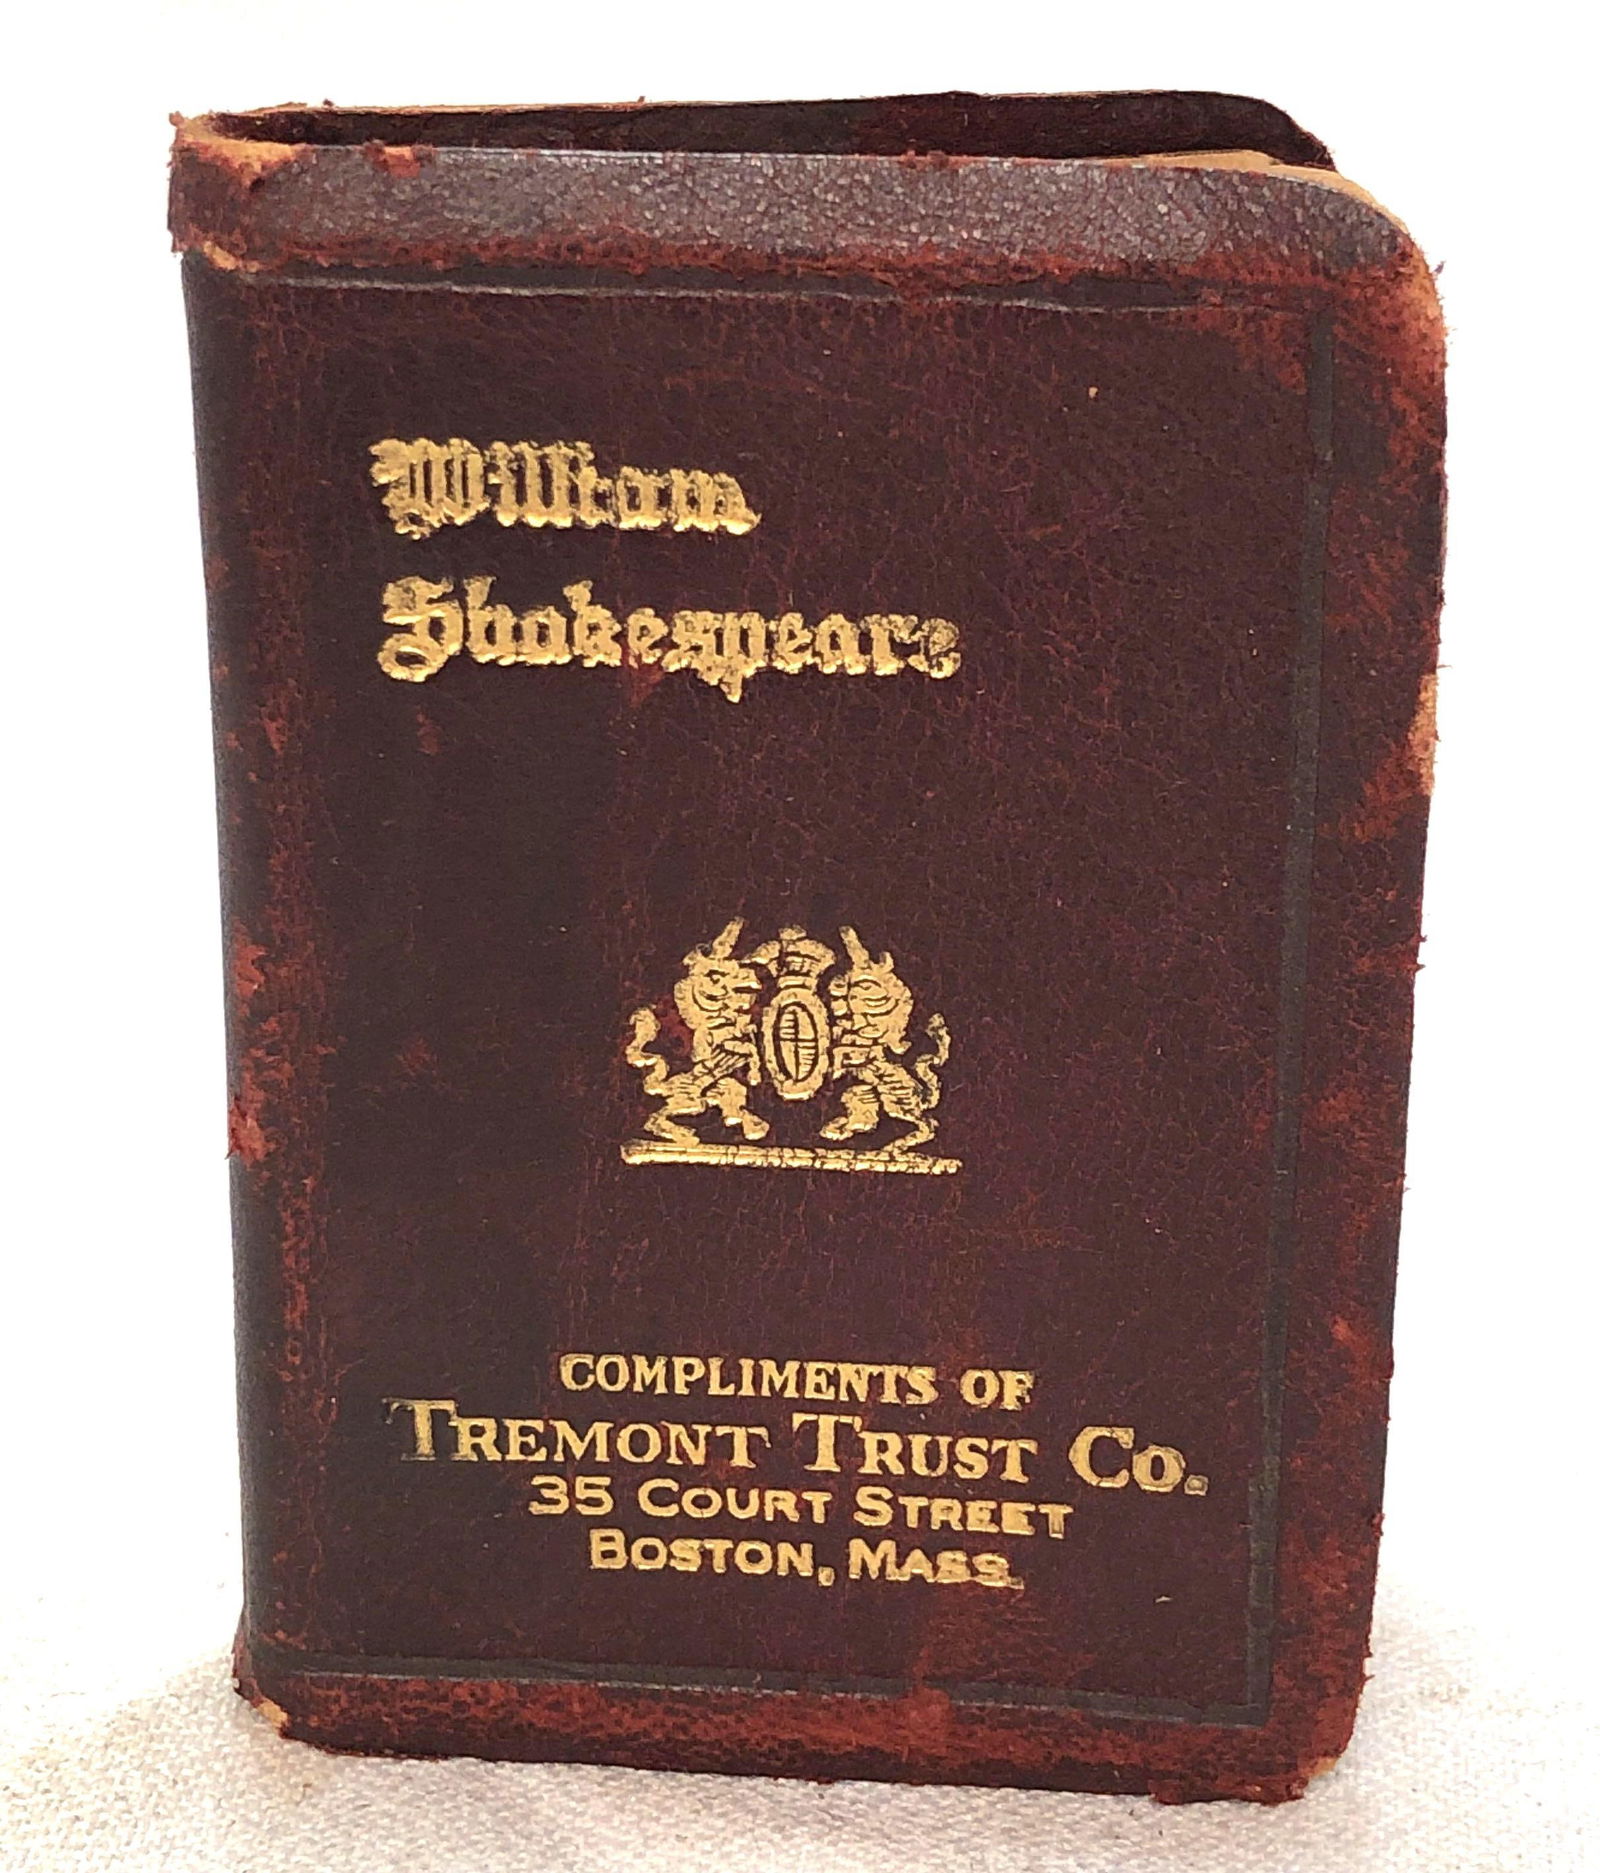 William
Shakespeare
COMPLIMENTS OF
TREMONT TRUST CO.
35 COURT STREET
BOSTON, MASS.